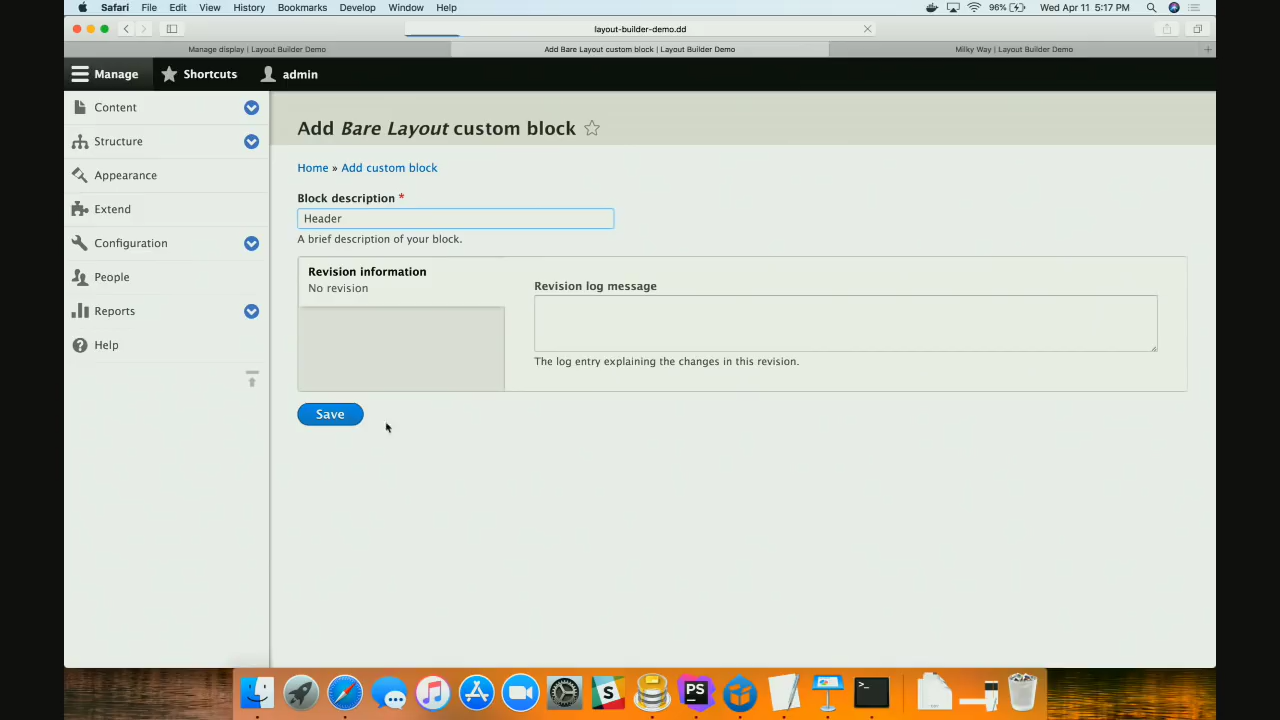 Safari File Edit View History Bookmarks Develop Window Help 96% Wed Apr 11 5:17 PM
layout-builder-demo.dd
Manage display | Layout Builder Demo Add Bare Layout custom block | Layout Builder Demo Milky Way | Layout Builder Demo
Manage Shortcuts admin
Content
Structure
Appearance
Extend
Configuration
People
Reports
Help
Add Bare Layout custom block
Home » Add custom block
Block description *
Header
A brief description of your block.
Revision information
No revision
Revision log message
The log entry explaining the changes in this revision.
Save
PS
>_